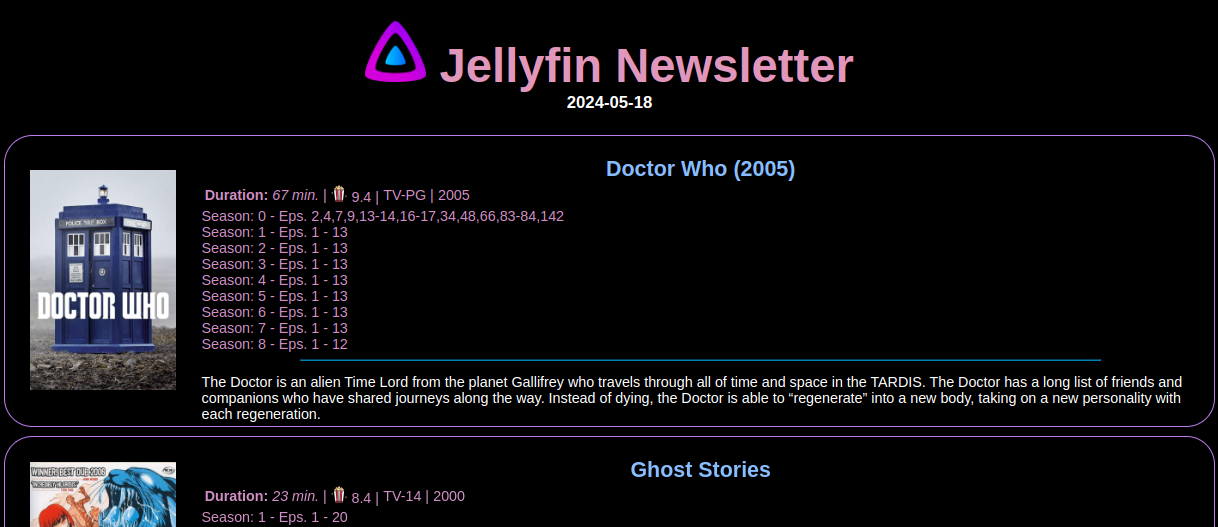 Jellyfin Newsletter
2024-05-18
Doctor Who (2005)
Duration: 67 min. | 9.4 | TV-PG | 2005
Season: 0 - Eps. 2,4,7,9,13-14,16-17,34,48,66,83-84,142
Season: 1 - Eps. 1 - 13
Season: 2 - Eps. 1 - 13
Season: 3 - Eps. 1 - 13
Season: 4 - Eps. 1 - 13
Season: 5 - Eps. 1 - 13
Season: 6 - Eps. 1 - 13
Season: 7 - Eps. 1 - 13
Season: 8 - Eps. 1 - 12
POLICE BOX
DOCTOR WHO
The Doctor is an alien Time Lord from the planet Gallifrey who travels through all of time and space in the TARDIS. The Doctor has a long list of friends and
companions who have shared journeys along the way. Instead of dying, the Doctor is able to “regenerate” into a new body, taking on a new personality with
each regeneration.
WINNER! BEST DUB 2006
"INCREDIBLY HILARIOUS"
Ghost Stories
Duration: 23 min. | 8.4 | TV-14 | 2000
Season: 1 - Eps. 1 - 20